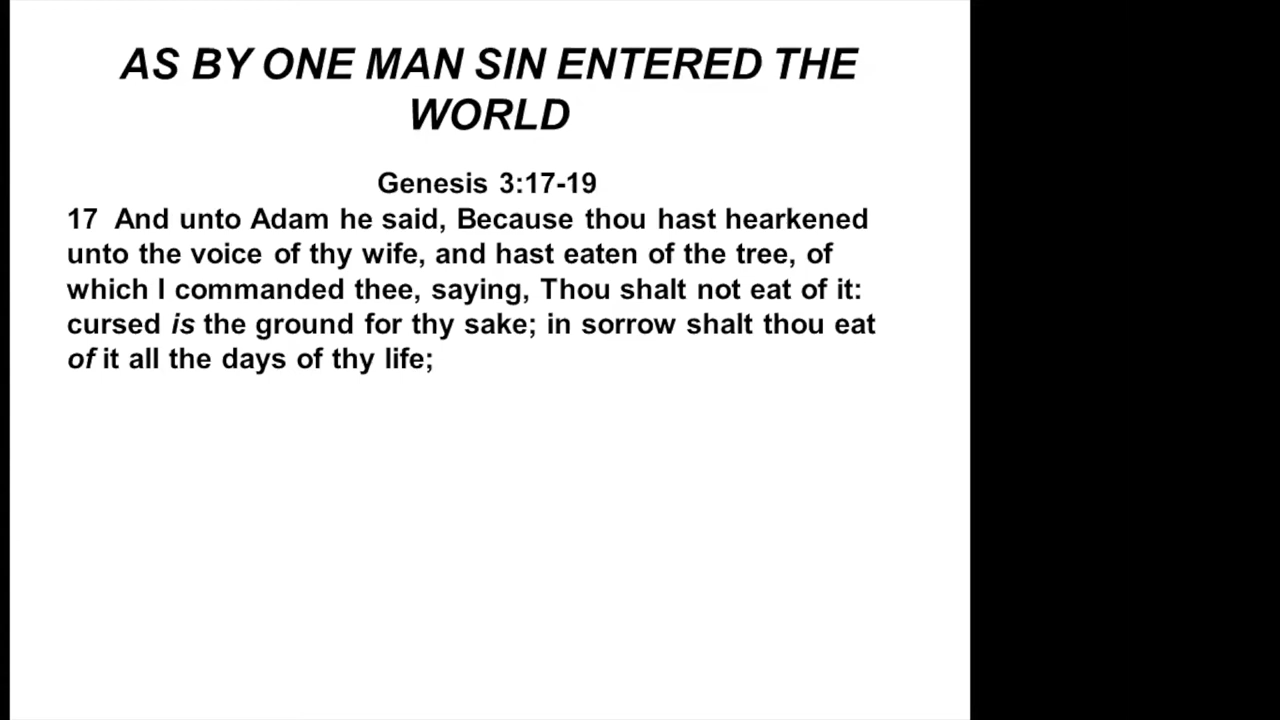 AS BY ONE MAN SIN ENTERED THE
WORLD
Genesis 3:17-19
17 And unto Adam he said, Because thou hast hearkened
unto the voice of thy wife, and hast eaten of the tree, of
which I commanded thee, saying, Thou shalt not eat of it:
cursed is the ground for thy sake; in sorrow shalt thou eat
of it all the days of thy life;